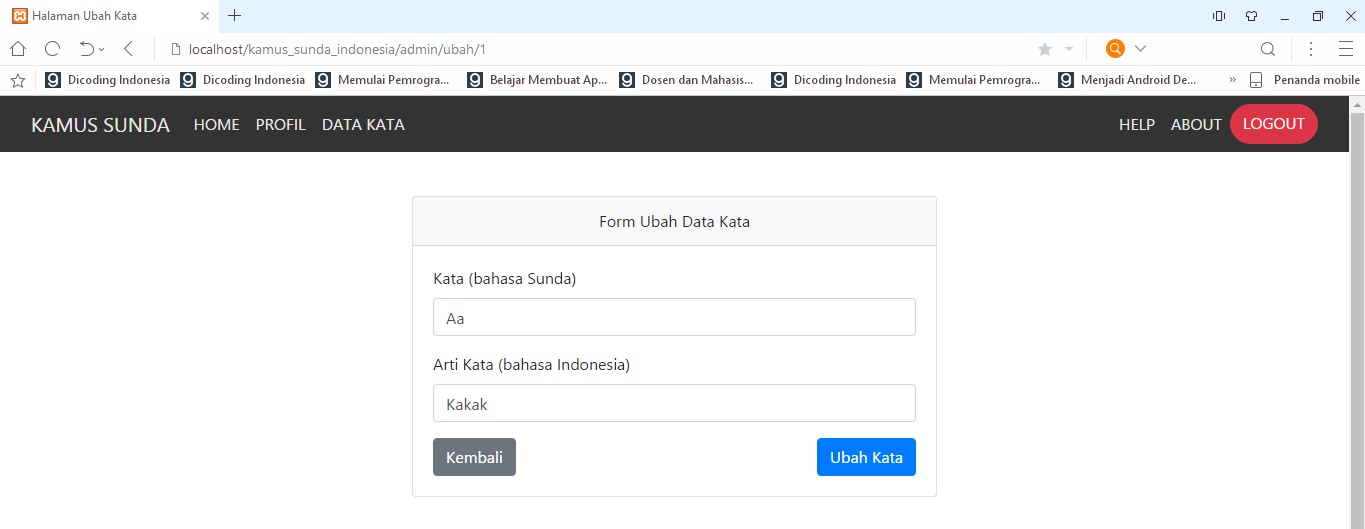 Halaman Ubah Kata
localhost/kamus_sunda_indonesia/admin/ubah/1
Dicoding Indonesia Dicoding Indonesia Memulai Pemrogra... Belajar Membuat Ap... Dosen dan Mahasis... Dicoding Indonesia Memulai Pemrogra... Menjadi Android De... » Penanda mobile
KAMUS SUNDA HOME PROFIL DATA KATA HELP ABOUT LOGOUT
Form Ubah Data Kata
Kata (bahasa Sunda)
Aa
Arti Kata (bahasa Indonesia)
Kakak
Kembali Ubah Kata